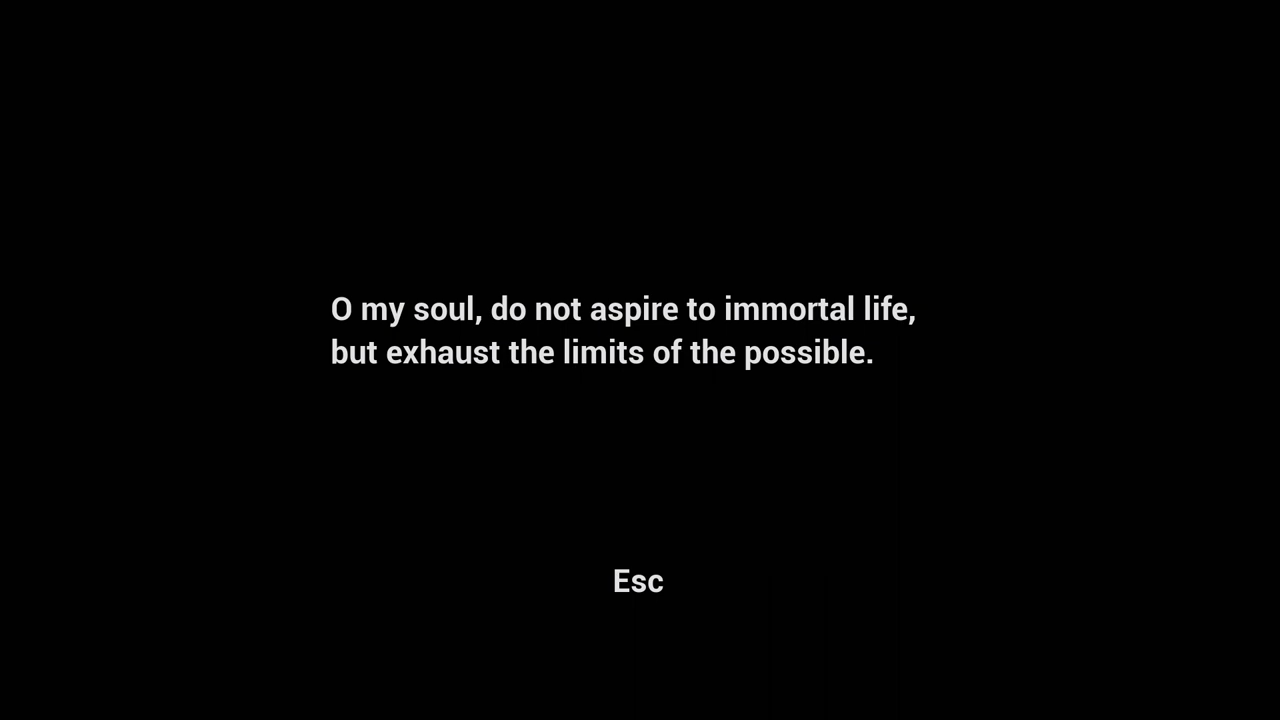 O my soul, do not aspire to immortal life,
but exhaust the limits of the possible.
Esc